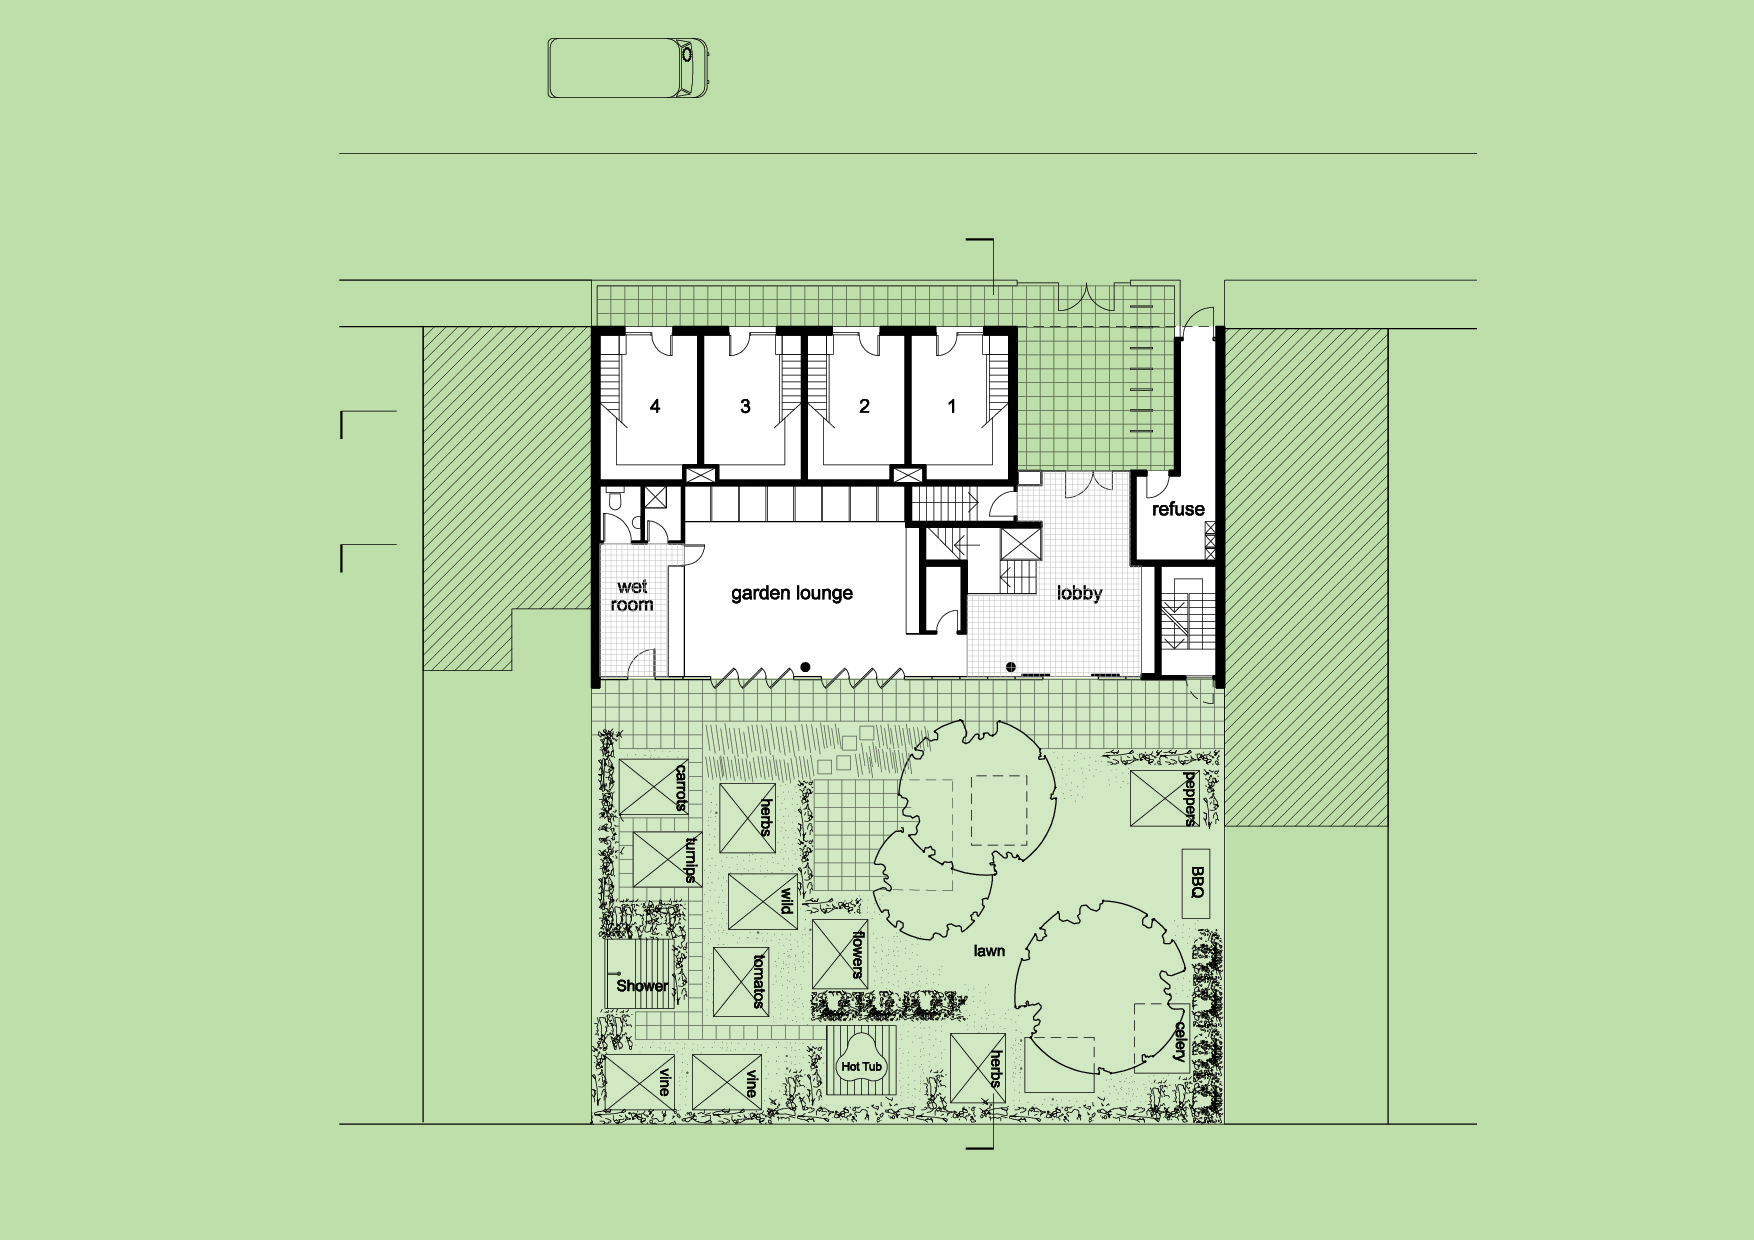 4
3
2
1
refuse
wet
room
garden lounge
lobby
carrots
herbs
peppers
turnips
wild
BBQ
flowers
lawn
tomatos
Shower
celery
Hot Tub
herbs
vine
vine